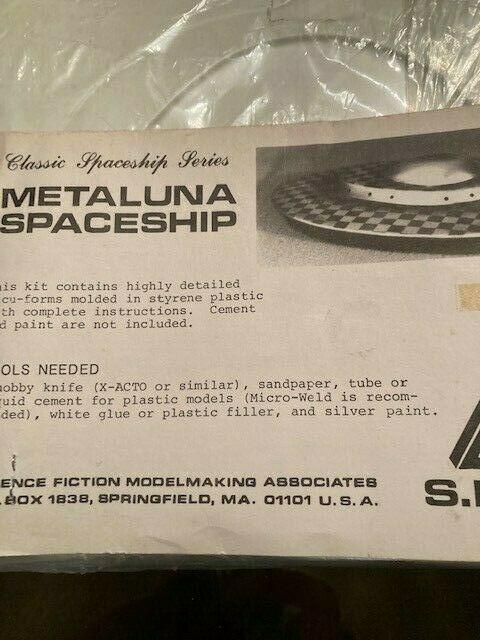 Classic Spaceship Series
METALUNA
SPACESHIP
his kit contains highly detailed
cu-forms molded in styrene plastic
th complete instructions. Cement
d paint are not included.
OLS NEEDED
hobby knife (X-ACTO or similar), sandpaper, tube or
quid cement for plastic models (Micro-Weld is recom-
ded), white glue or plastic filler, and silver paint.
ENCE FICTION MODELMAKING ASSOCIATES
.BOX 1838, SPRINGFIELD, MA. 01101 U.S.A.
S.